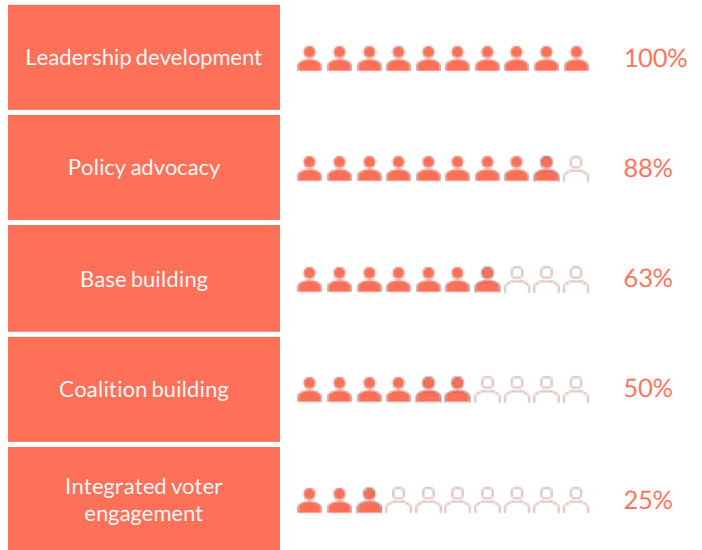 Leadership development
100%
Policy advocacy
88%
Base building
63%
Coalition building
50%
Integrated voter
engagement
25%